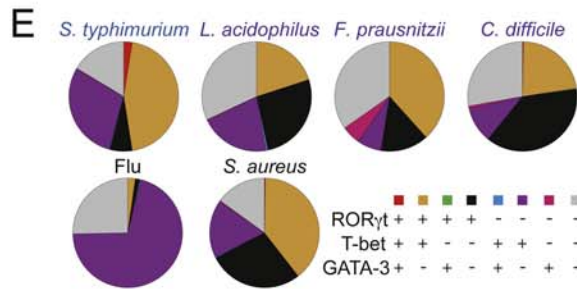 E
S. typhimurium L. acidophilus F. prausnitzii C. difficile
Flu S. aureus
RORγt + + + + - - - -
T-bet + + - - + + - -
GATA-3 + - + - + - + -